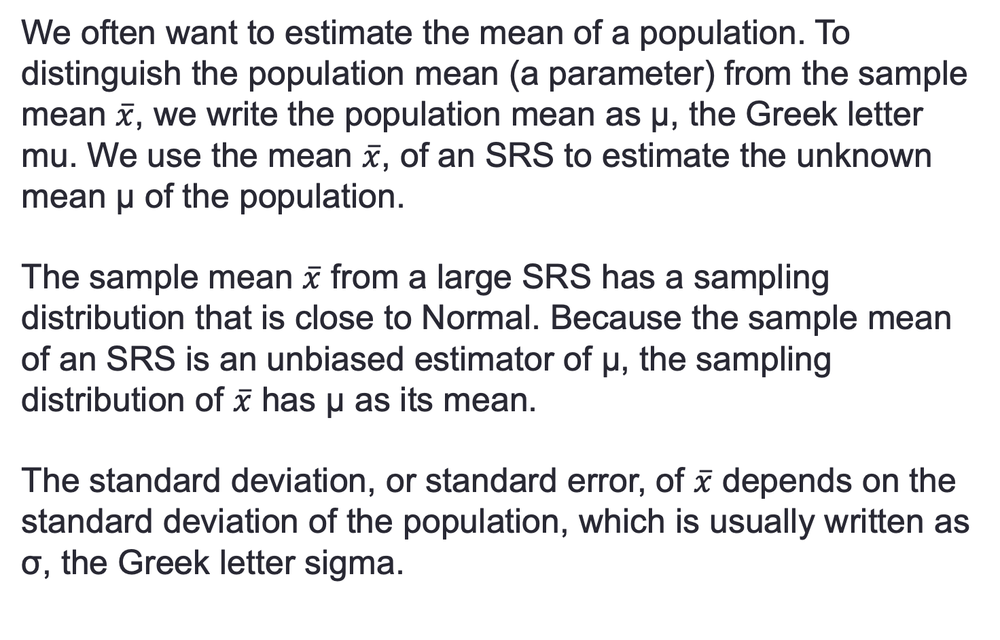 We often want to estimate the mean of a population. To
distinguish the population mean (a parameter) from the sample
mean x̄, we write the population mean as μ, the Greek letter
mu. We use the mean x̄, of an SRS to estimate the unknown
mean μ of the population.
The sample mean x̄ from a large SRS has a sampling
distribution that is close to Normal. Because the sample mean
of an SRS is an unbiased estimator of μ, the sampling
distribution of x̄ has μ as its mean.
The standard deviation, or standard error, of x̄ depends on the
standard deviation of the population, which is usually written as
σ, the Greek letter sigma.